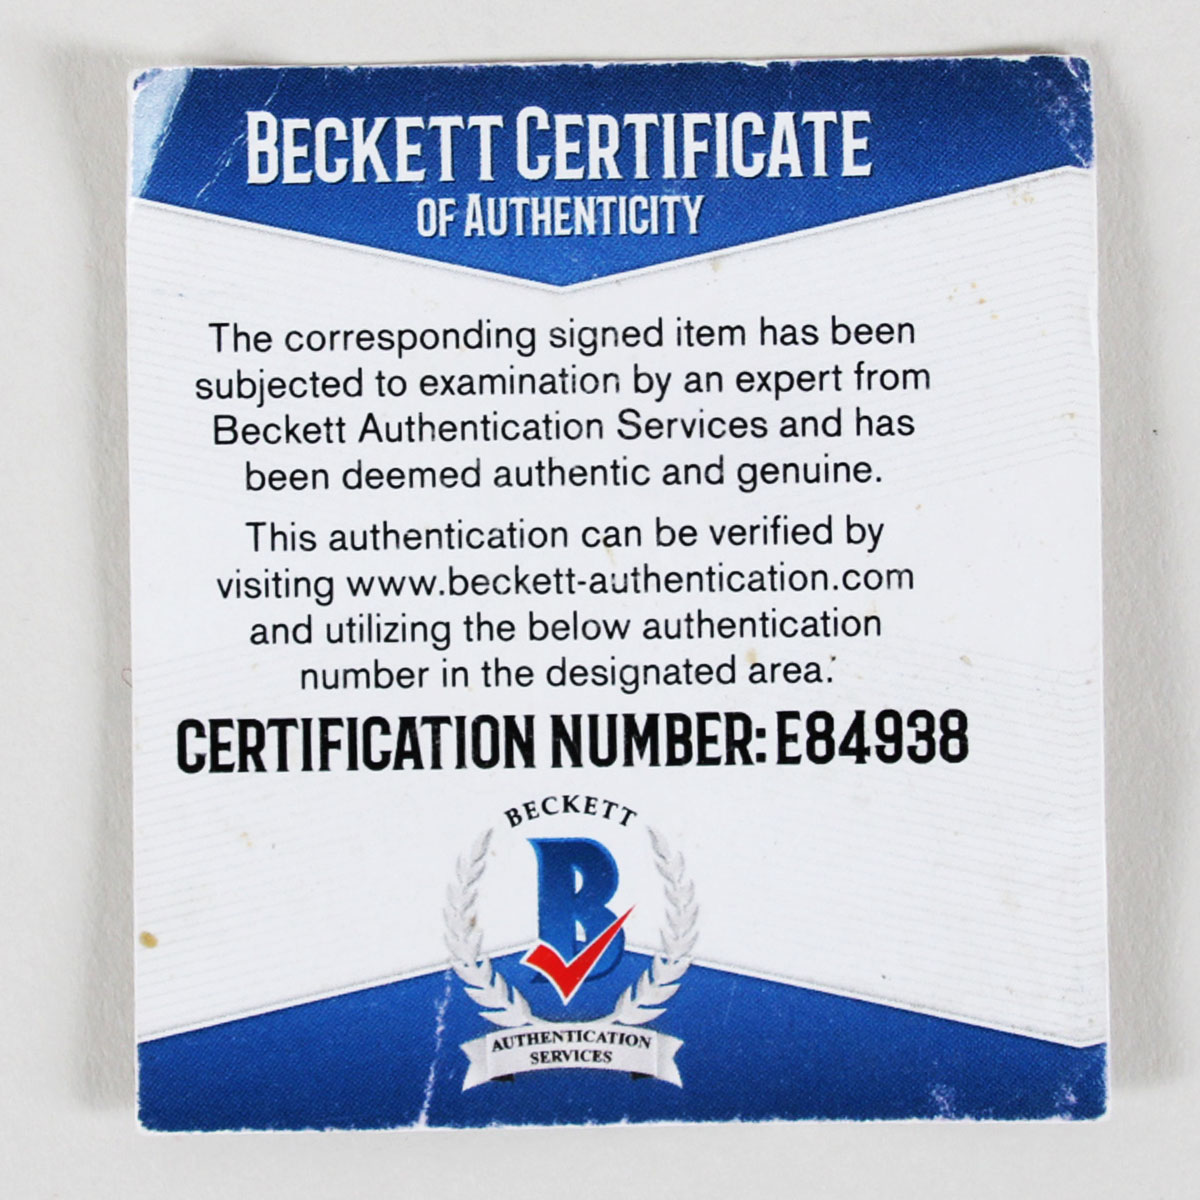 BECKETT CERTIFICATE
OF AUTHENTICITY
The corresponding signed item has been
subjected to examination by an expert from
Beckett Authentication Services and has
been deemed authentic and genuine.
This authentication can be verified by
visiting www.beckett-authentication.com
and utilizing the below authentication
number in the designated area.
CERTIFICATION NUMBER: E84938
BECKETT
B
AUTHENTICATION
SERVICES